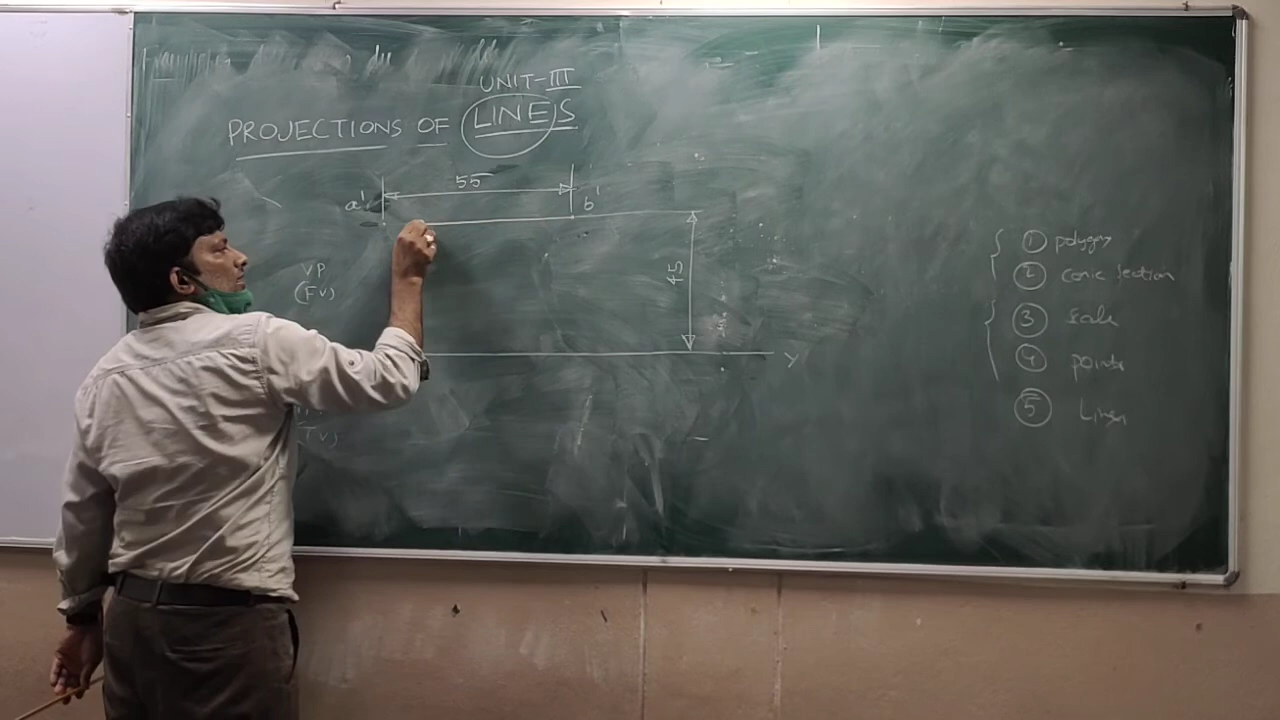 UNIT-III
PROJECTIONS OF LINES
55
a' b'
45
VP
(FV)
Y
TV)
① polygon
② conic section
③ scale
④ points
⑤ Lines